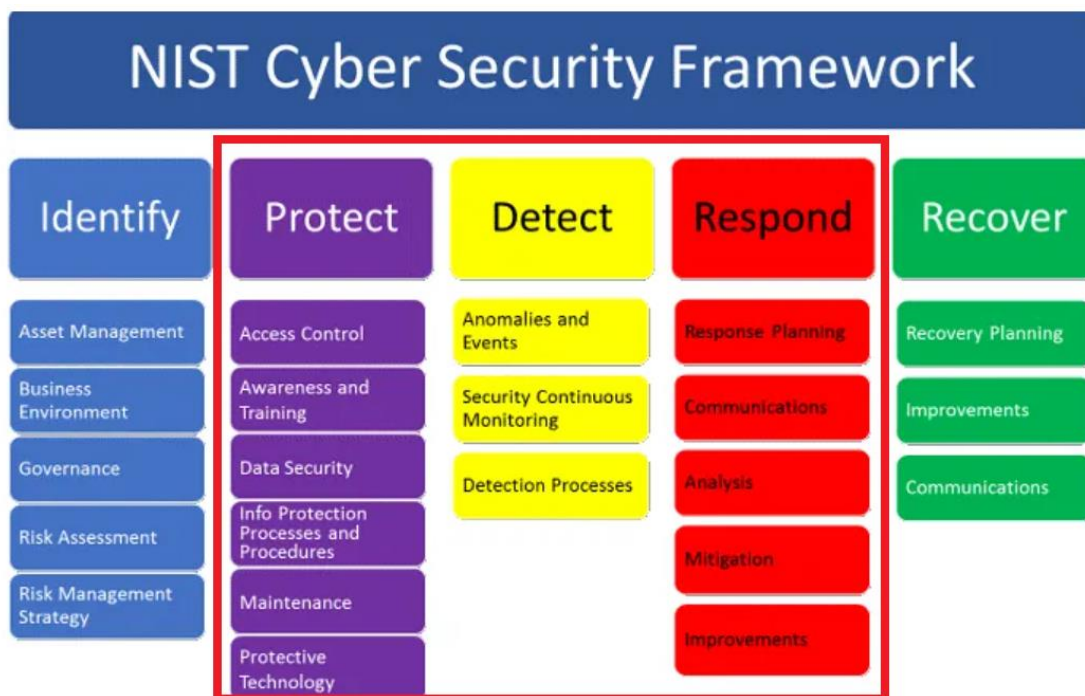 NIST Cyber Security Framework
Identify
Asset Management
Business
Environment
Governance
Risk Assessment
Risk Management
Strategy
Protect
Access Control
Awareness and
Training
Data Security
Info Protection
Processes and
Procedures
Maintenance
Protective
Technology
Detect
Anomalies and
Events
Security Continuous
Monitoring
Detection Processes
Respond
Response Planning
Communications
Analysis
Mitigation
Improvements
Recover
Recovery Planning
Improvements
Communications